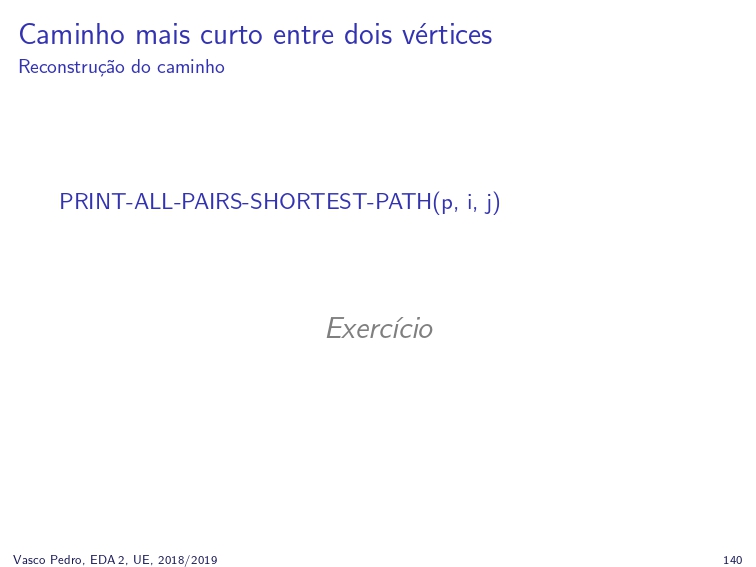 Caminho mais curto entre dois vértices
Reconstrução do caminho
PRINT-ALL-PAIRS-SHORTEST-PATH(p, i, j)
Exercício
Vasco Pedro, EDA 2, UE, 2018/2019 140